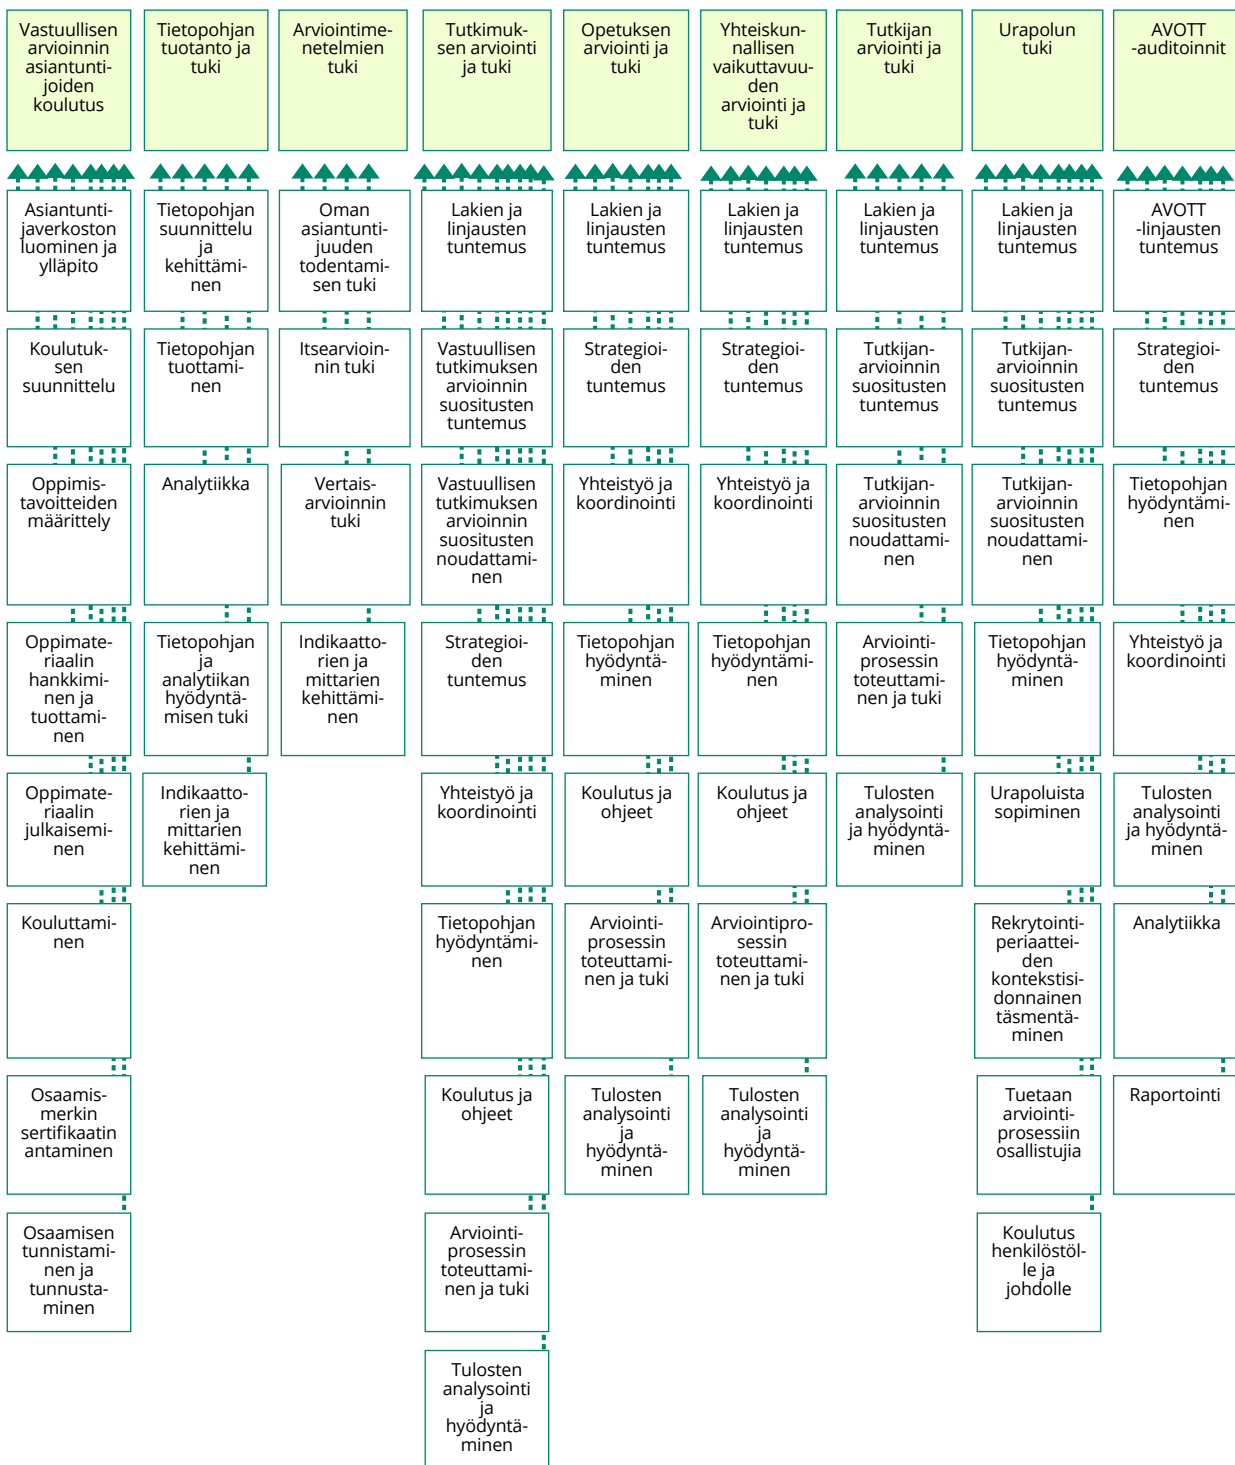 Vastuullisen
arvioinnin
asiantunti-
joiden
koulutus
Tietopohjan
tuotanto ja
tuki
Arviointime-
netelmien
tuki
Tutkimuk-
sen arviointi
ja tuki
Opetuksen
arviointi ja
tuki
Yhteiskun-
nallisen
vaikuttavuu-
den
arviointi ja
tuki
Tutkijan
arviointi ja
tuki
Urapolun
tuki
AVOTT
-auditoinnit
Asiantunti-
javerkoston
luominen ja
ylläpito
Tietopohjan
suunnittelu
ja
kehittämi-
nen
Oman
asiantunti-
juuden
todentami-
sen tuki
Lakien ja
linjausten
tuntemus
Lakien ja
linjausten
tuntemus
Lakien ja
linjausten
tuntemus
Lakien ja
linjausten
tuntemus
Lakien ja
linjausten
tuntemus
AVOTT
-linjausten
tuntemus
Koulutuk-
sen
suunnittelu
Tietopohjan
tuottami-
nen
Itsearvioin-
nin tuki
Vastuullisen
tutkimuksen
arvioinnin
suositusten
tuntemus
Strategioi-
den
tuntemus
Strategioi-
den
tuntemus
Tutkijan-
arvioinnin
suositusten
tuntemus
Tutkijan-
arvioinnin
suositusten
tuntemus
Strategioi-
den
tuntemus
Oppimis-
tavoitteiden
määrittely
Analytiikka
Vertais-
arvioinnin
tuki
Vastuullisen
tutkimuksen
arvioinnin
suositusten
noudattami-
nen
Yhteistyö ja
koordinointi
Yhteistyö ja
koordinointi
Tutkijan-
arvioinnin
suositusten
noudattami-
nen
Tutkijan-
arvioinnin
suositusten
noudattami-
nen
Tietopohjan
hyödyntämi-
nen
Oppimate-
riaalin
hankkimi-
nen ja
tuottami-
nen
Tietopohjan
ja
analytiikan
hyödyntä-
misen tuki
Indikaatto-
rien ja
mittarien
kehittämi-
nen
Strategioi-
den
tuntemus
Tietopohjan
hyödyntä-
minen
Tietopohjan
hyödyntämi-
nen
Arviointi-
prosessin
toteuttami-
nen ja tuki
Tietopohjan
hyödyntä-
minen
Yhteistyö ja
koordinointi
Oppimate-
riaalin
julkaisemi-
nen
Indikaatto-
rien ja
mittarien
kehittämi-
nen
Yhteistyö ja
koordinointi
Koulutus ja
ohjeet
Koulutus ja
ohjeet
Tulosten
analysointi
ja hyödyntä-
minen
Urapoluista
sopiminen
Tulosten
analysointi
ja hyödyntä-
minen
Kouluttami-
nen
Tietopohjan
hyödyntämi-
nen
Arviointi-
prosessin
toteuttami-
nen ja tuki
Arviointipro-
sessin
toteuttami-
nen ja tuki
Rekrytointi-
periaattei-
den
kontekstisi-
donnainen
täsmentä-
minen
Analytiikka
Osaamis-
merkin
sertifikaatin
antaminen
Koulutus ja
ohjeet
Tulosten
analysointi
ja
hyödyntä-
minen
Tulosten
analysointi
ja
hyödyntä-
minen
Tuetaan
arviointi-
prosessiin
osallistujia
Raportointi
Osaamisen
tunnistami-
nen ja
tunnusta-
minen
Arviointi-
prosessin
toteuttami-
nen ja tuki
Koulutus
henkilöstöl-
le ja
johdolle
Tulosten
analysointi
ja
hyödyntä-
minen